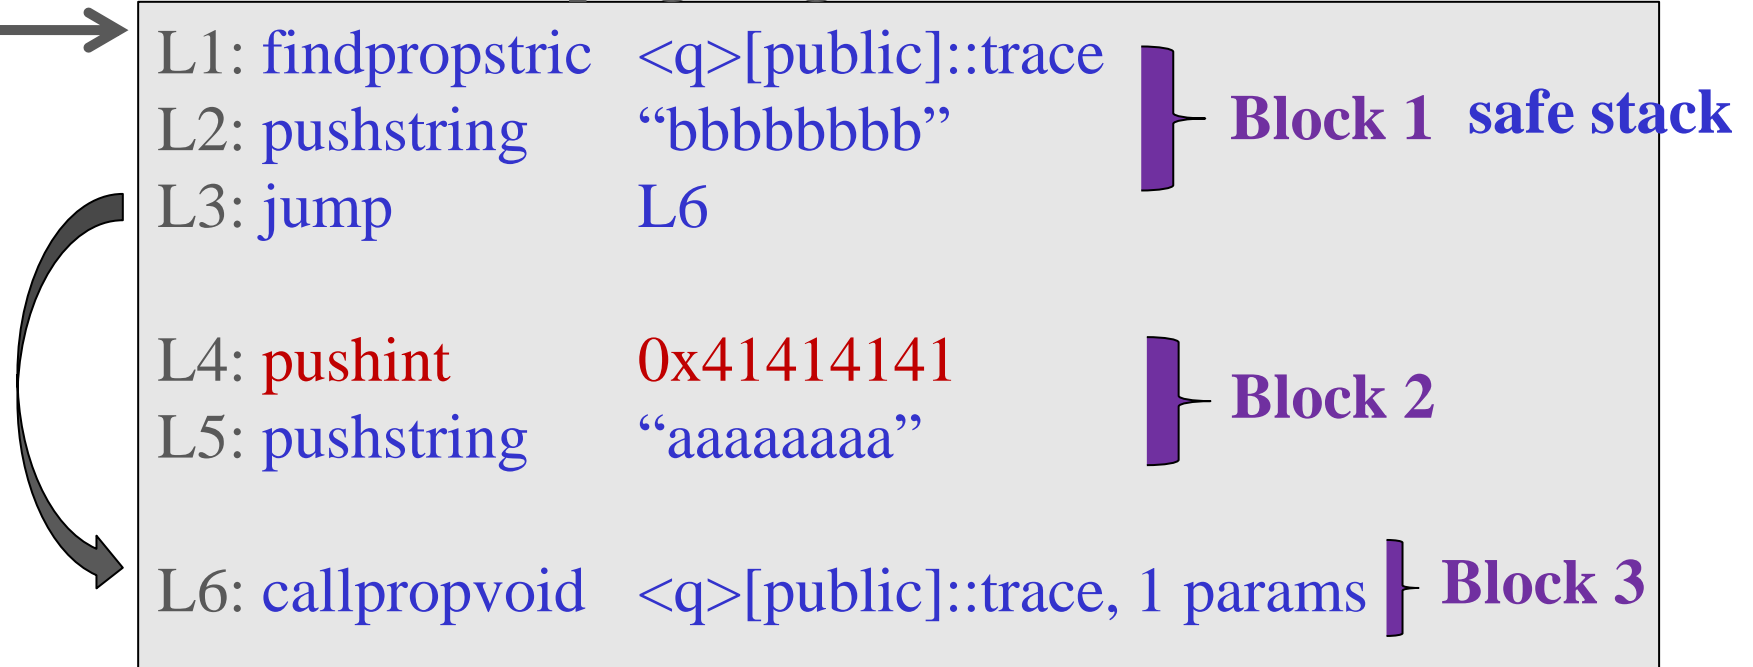 L1: findpropstric <q>[public]::trace
L2: pushstring “bbbbbbbb”
Block 1 safe stack
L3: jump L6
L4: pushint 0x41414141
Block 2
L5: pushstring “aaaaaaaa”
L6: callpropvoid <q>[public]::trace, 1 params
Block 3